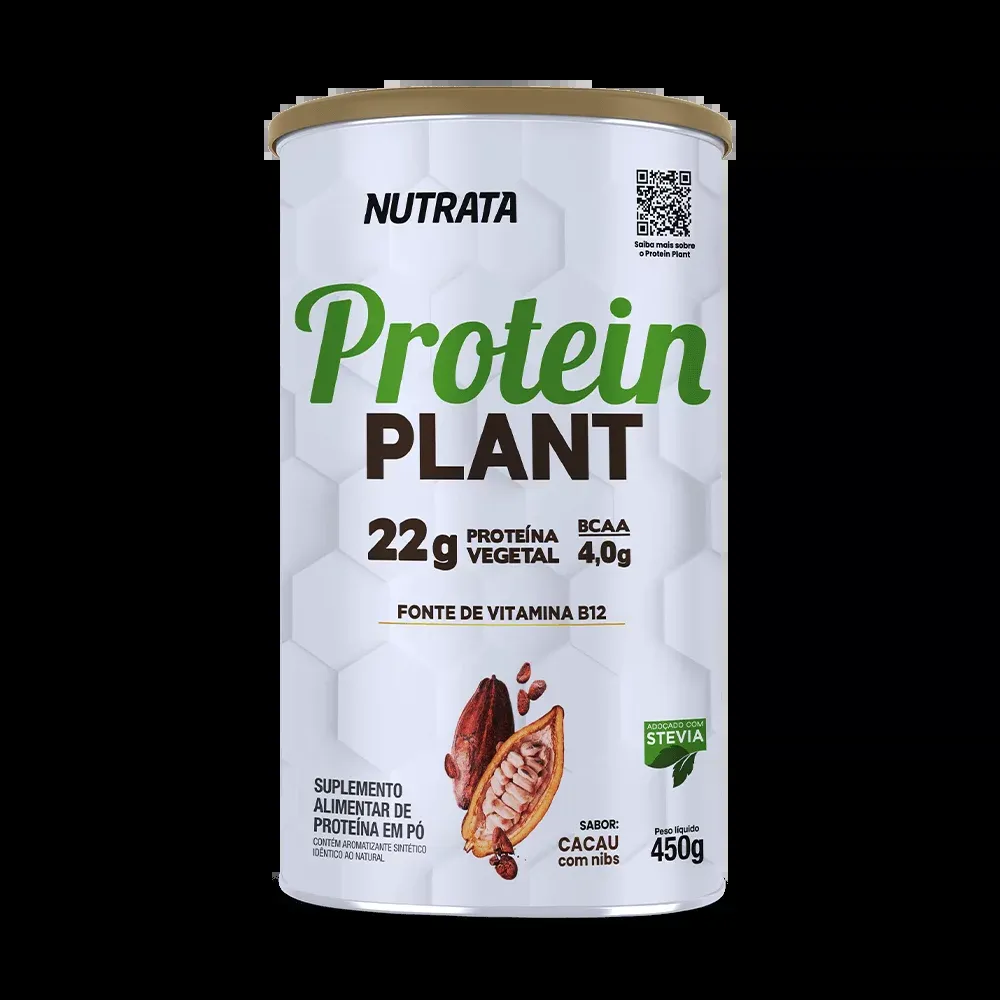 NUTRATA
Saiba mais sobre
o Protein Plant
Protein
PLANT
22g PROTEÍNA
VEGETAL
BCAA
4,0g
FONTE DE VITAMINA B12
ADOÇADO COM
STEVIA
SUPLEMENTO
ALIMENTAR DE
PROTEÍNA EM PÓ
CONTÉM AROMATIZANTE SINTÉTICO
IDÊNTICO AO NATURAL
SABOR:
CACAU
com nibs
Peso líquido
450g